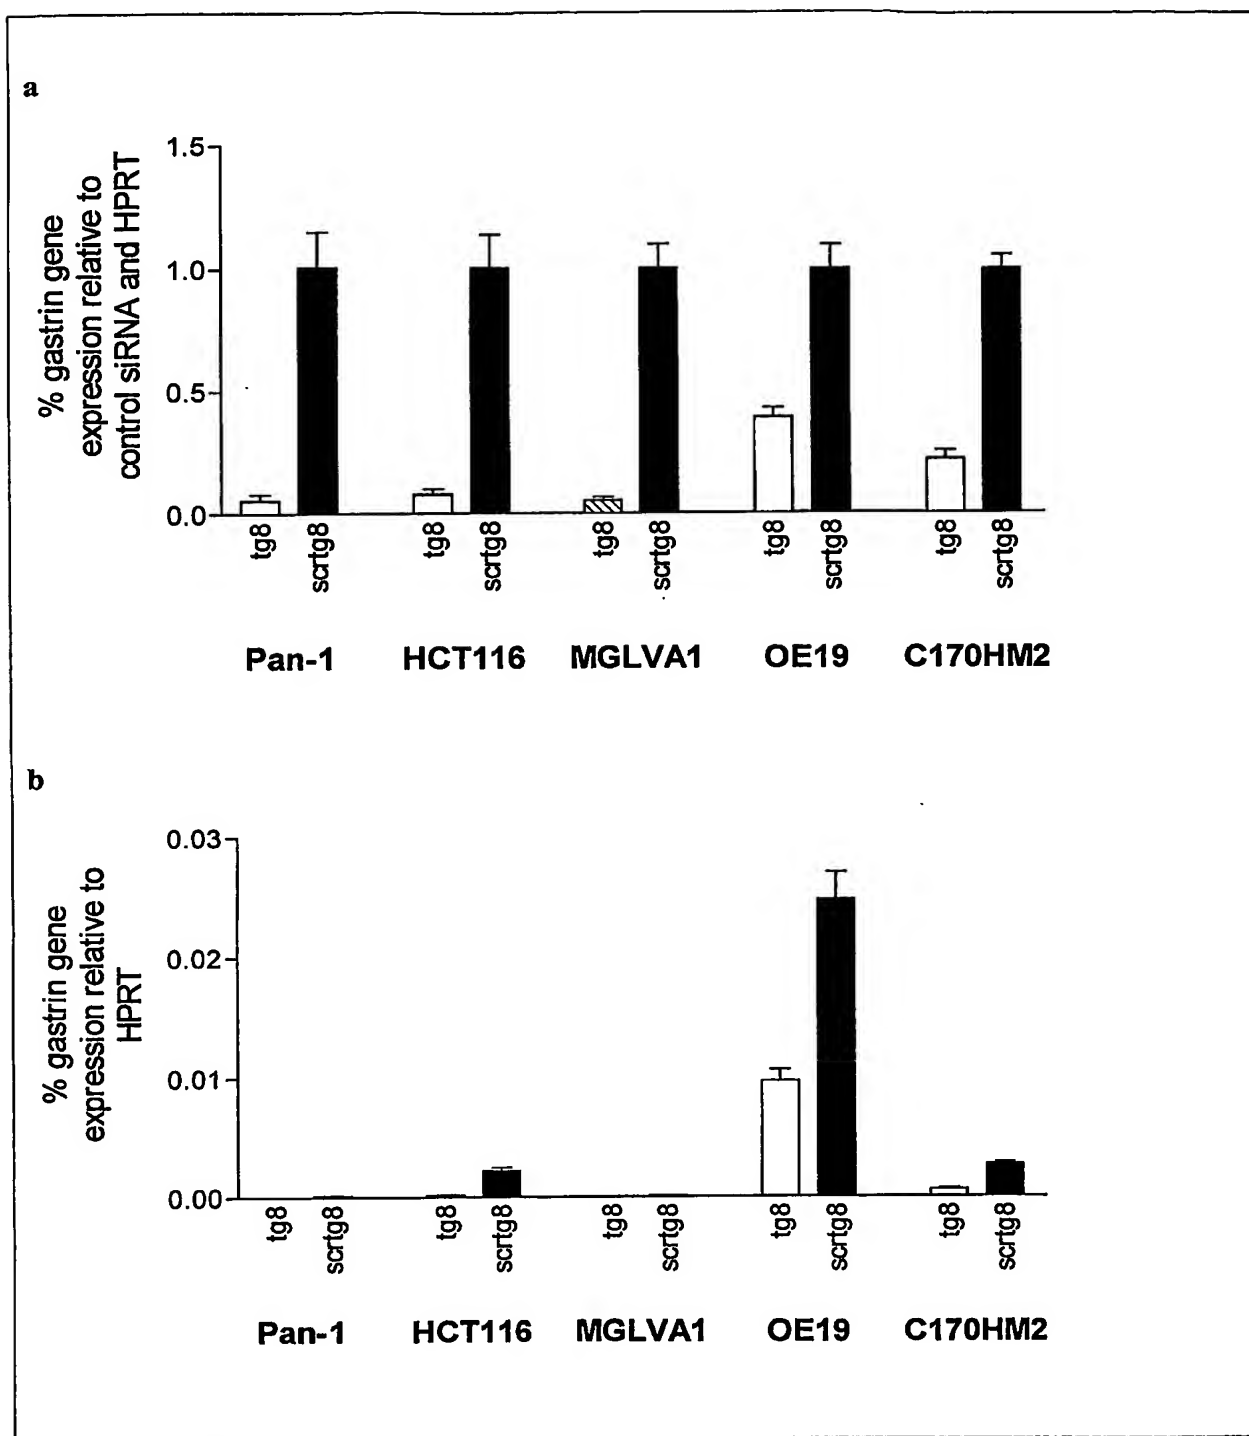 a
1.5
1.0
0.5
0.0
% gastrin gene
expression relative to
control siRNA and HPRT
tg8 scrtg8 tg8 scrtg8 tg8 scrtg8 tg8 scrtg8 tg8 scrtg8
Pan-1 HCT116 MGLVA1 OE19 C170HM2
b
0.03
0.02
0.01
0.00
% gastrin gene
expression relative to
HPRT
tg8 scrtg8 tg8 scrtg8 tg8 scrtg8 tg8 scrtg8 tg8 scrtg8
Pan-1 HCT116 MGLVA1 OE19 C170HM2